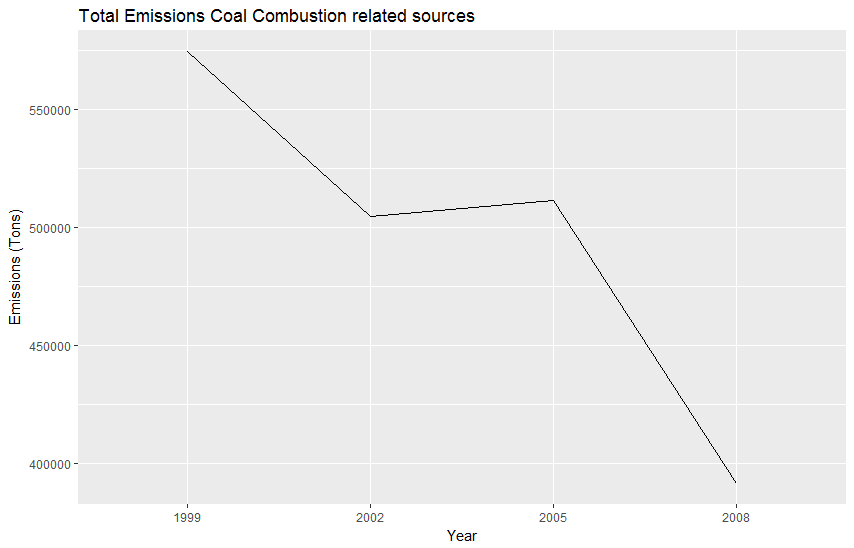 Total Emissions Coal Combustion related sources
Emissions (Tons)
550000
500000
450000
400000
1999 2002 2005 2008
Year